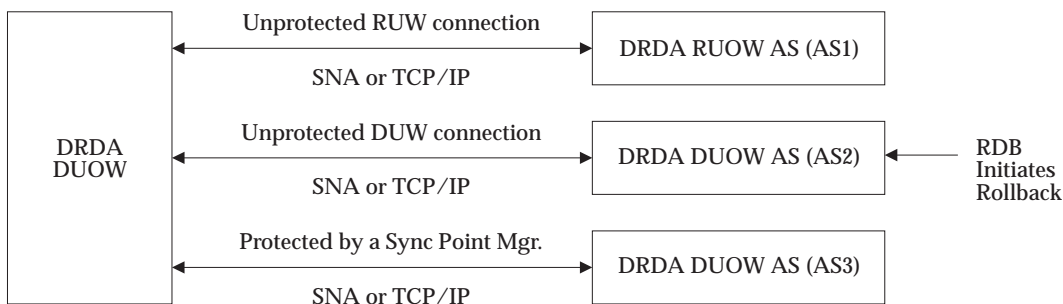 Unprotected RUW connection
DRDA RUOW AS (AS1)
SNA or TCP/IP
DRDA
DUOW
Unprotected DUW connection
DRDA DUOW AS (AS2)
SNA or TCP/IP
RDB
Initiates
Rollback
Protected by a Sync Point Mgr.
DRDA DUOW AS (AS3)
SNA or TCP/IP